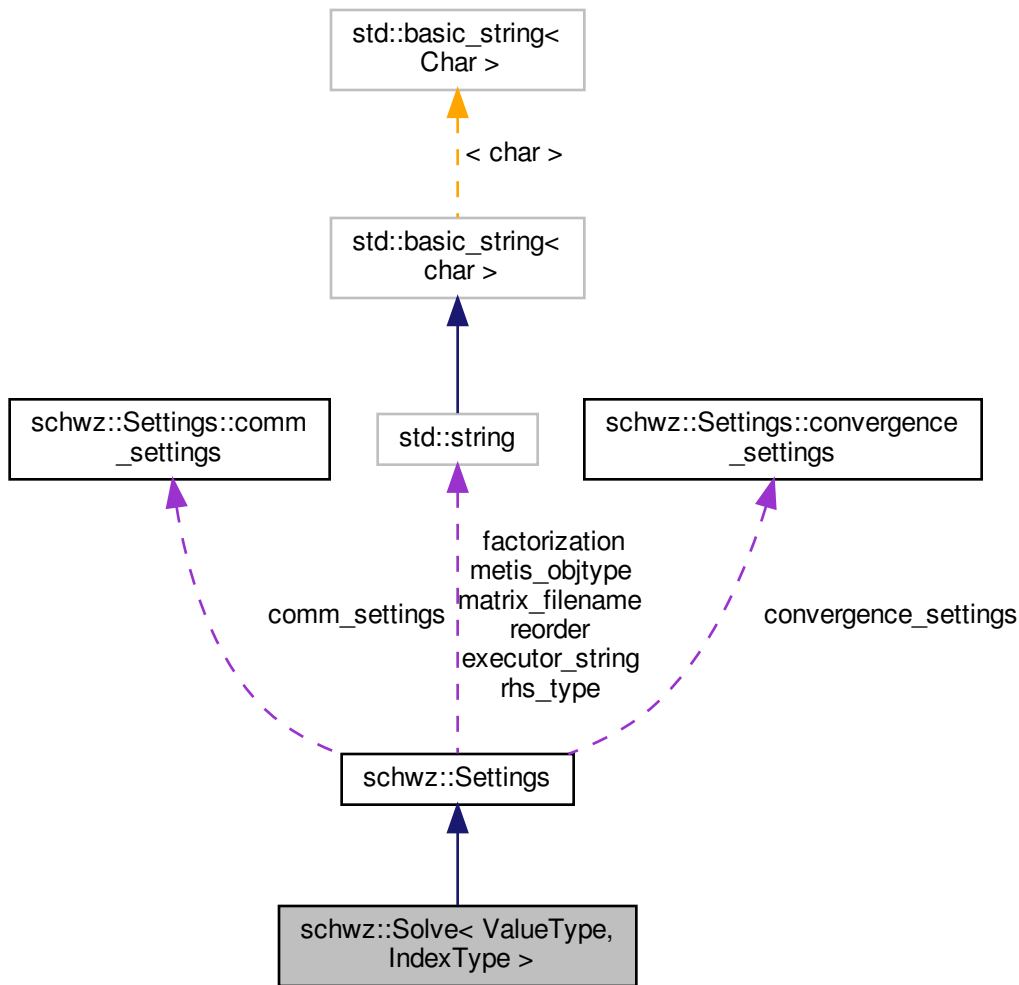 std::basic_string<
Char >
< char >
std::basic_string<
char >
schwz::Settings::comm
_settings
std::string
schwz::Settings::convergence
_settings
comm_settings
factorization
metis_objtype
matrix_filename
reorder
executor_string
rhs_type
convergence_settings
schwz::Settings
schwz::Solve< ValueType,
IndexType >